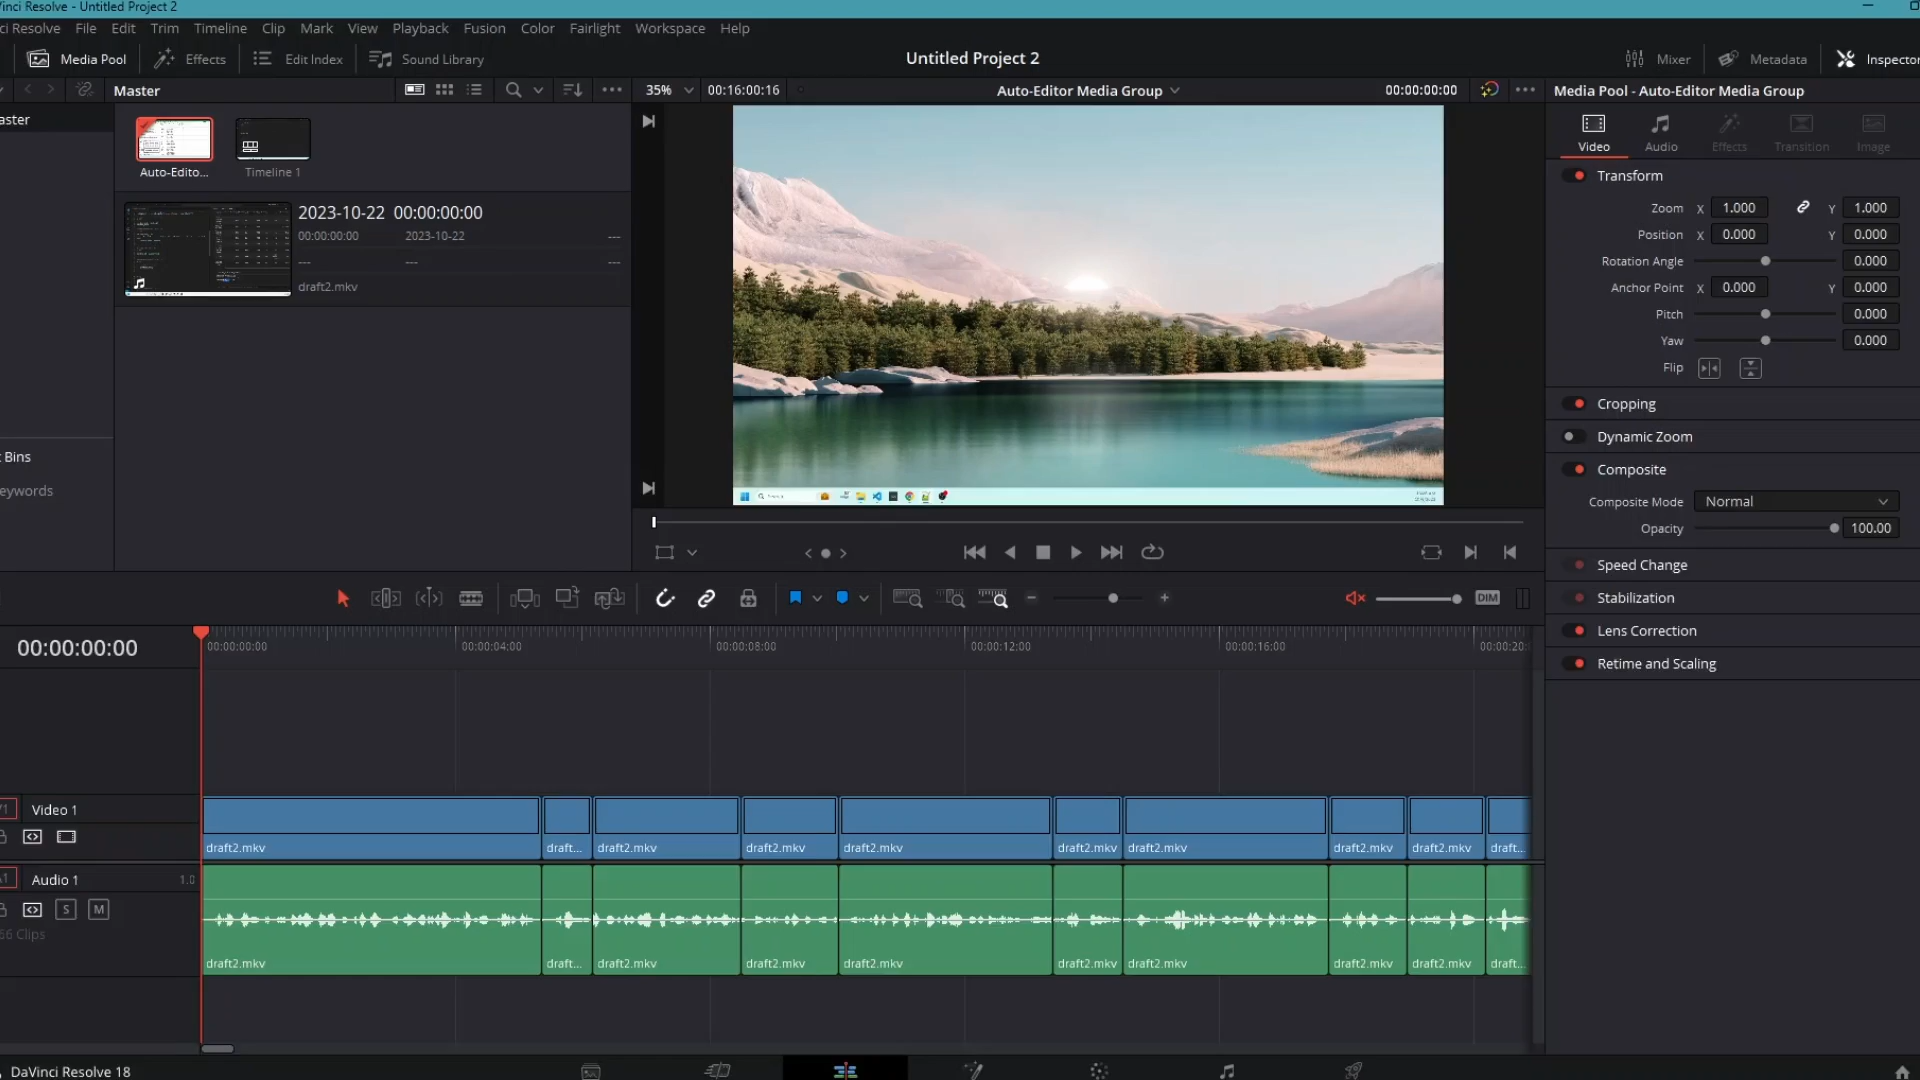 Vinci Resolve - Untitled Project 2
ci Resolve File Edit Trim Timeline Clip Mark View Playback Fusion Color Fairlight Workspace Help
Media Pool Effects Edit Index Sound Library Untitled Project 2 Mixer Metadata Inspector
Master 35% 00:16:00:16 Auto-Editor Media Group 00:00:00:00 Media Pool - Auto-Editor Media Group
aster
Auto-Edito... Timeline 1
Video Audio Effects Transition Image
Transform
2023-10-22 00:00:00:00
00:00:00:00 2023-10-22
draft2.mkv
Zoom X 1.000 Y 1.000
Position X 0.000 Y 0.000
Rotation Angle 0.000
Anchor Point X 0.000 Y 0.000
Pitch 0.000
Yaw 0.000
Flip
Cropping
Dynamic Zoom
t Bins
eywords
Composite
Composite Mode Normal
Opacity 100.00
Speed Change
Stabilization
Lens Correction
Retime and Scaling
DIM
00:00:00:00
00:00:00:00 00:00:04:00 00:00:08:00 00:00:12:00 00:00:16:00 00:00:20:
V1 Video 1
draft2.mkv draft... draft2.mkv draft2.mkv draft2.mkv draft2.mkv draft2.mkv draft2.mkv draft2.mkv draft...
A1 Audio 1 1.0
S M
66 Clips
draft2.mkv draft... draft2.mkv draft2.mkv draft2.mkv draft2.mkv draft2.mkv draft2.mkv draft2.mkv draft...
DaVinci Resolve 18